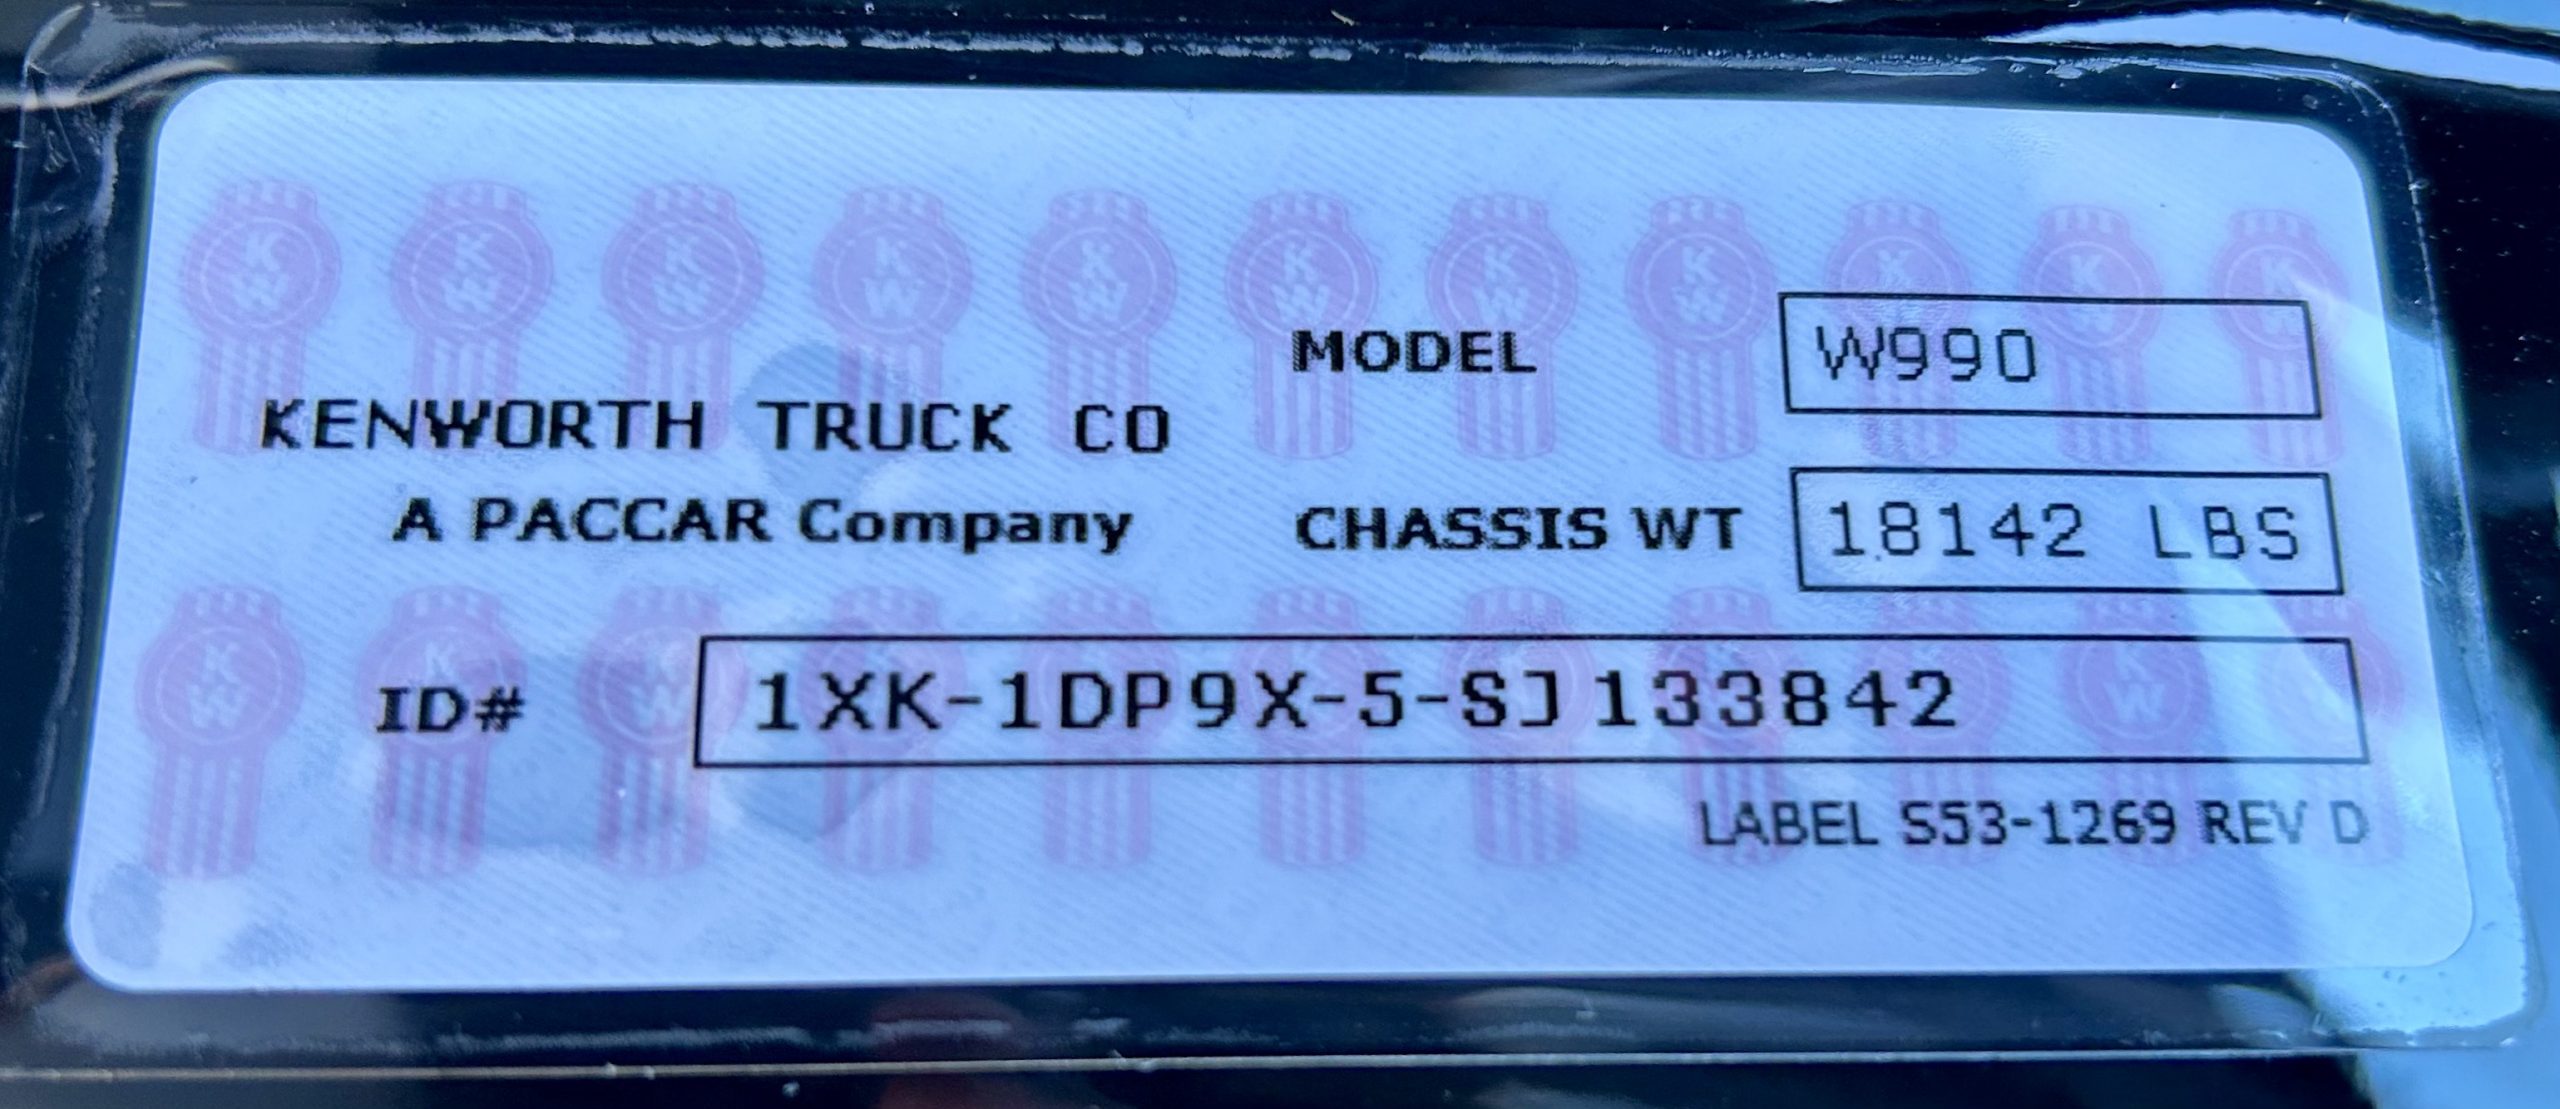 MODEL W990
KENWORTH TRUCK CO
A PACCAR Company
CHASSIS WT 18142 LBS
ID# 1XK-1DP9X-5-SJ133842
LABEL S53-1269 REV D